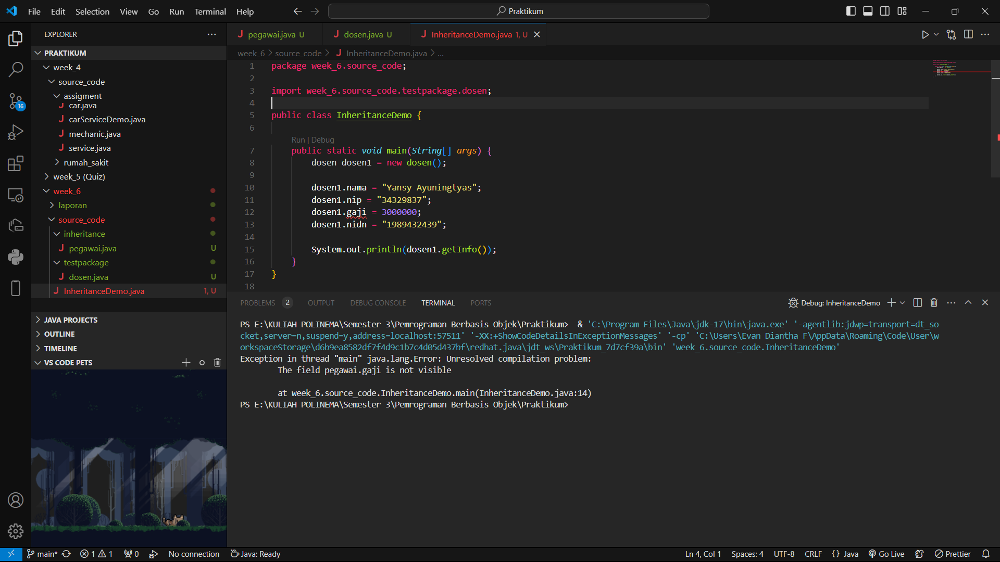 File Edit Selection View Go Run Terminal Help
Praktikum
EXPLORER
PRAKTIKUM
week_4
source_code
assigment
car.java
carServiceDemo.java
mechanic.java
service.java
rumah_sakit
week_5 (Quiz)
week_6
laporan
source_code
inheritance
pegawai.java U
testpackage
dosen.java U
InheritanceDemo.java 1, U
JAVA PROJECTS
OUTLINE
TIMELINE
VS CODE PETS
16
pegawai.java U dosen.java U InheritanceDemo.java 1, U
week_6 > source_code > InheritanceDemo.java > ...
1 package week_6.source_code;
2
3 import week_6.source_code.testpackage.dosen;
4
5 public class InheritanceDemo {
6
Run | Debug
7 public static void main(String[] args) {
8 dosen dosen1 = new dosen();
9
10 dosen1.nama = "Yansy Ayuningtyas";
11 dosen1.nip = "34329837";
12 dosen1.gaji = 3000000;
13 dosen1.nidn = "1989432439";
14
15 System.out.println(dosen1.getInfo());
16 }
17 }
18
PROBLEMS 2 OUTPUT DEBUG CONSOLE TERMINAL PORTS
Debug: InheritanceDemo
PS E:\KULIAH POLINEMA\Semester 3\Pemrograman Berbasis Objek\Praktikum> & 'C:\Program Files\Java\jdk-17\bin\java.exe' '-agentlib:jdwp=transport=dt_so
cket,server=n,suspend=y,address=localhost:57511' '-XX:+ShowCodeDetailsInExceptionMessages' '-cp' 'C:\Users\Evan Diantha F\AppData\Roaming\Code\User\w
orkspaceStorage\d6b9ea8582df7f4d9c1b7c4d05d437bf\redhat.java\jdt_ws\Praktikum_7d7cf39a\bin' 'week_6.source_code.InheritanceDemo'
Exception in thread "main" java.lang.Error: Unresolved compilation problem:
The field pegawai.gaji is not visible
at week_6.source_code.InheritanceDemo.main(InheritanceDemo.java:14)
PS E:\KULIAH POLINEMA\Semester 3\Pemrograman Berbasis Objek\Praktikum>
main* 1 1 0 No connection Java: Ready
Ln 4, Col 1 Spaces: 4 UTF-8 CRLF {} Java Go Live Prettier